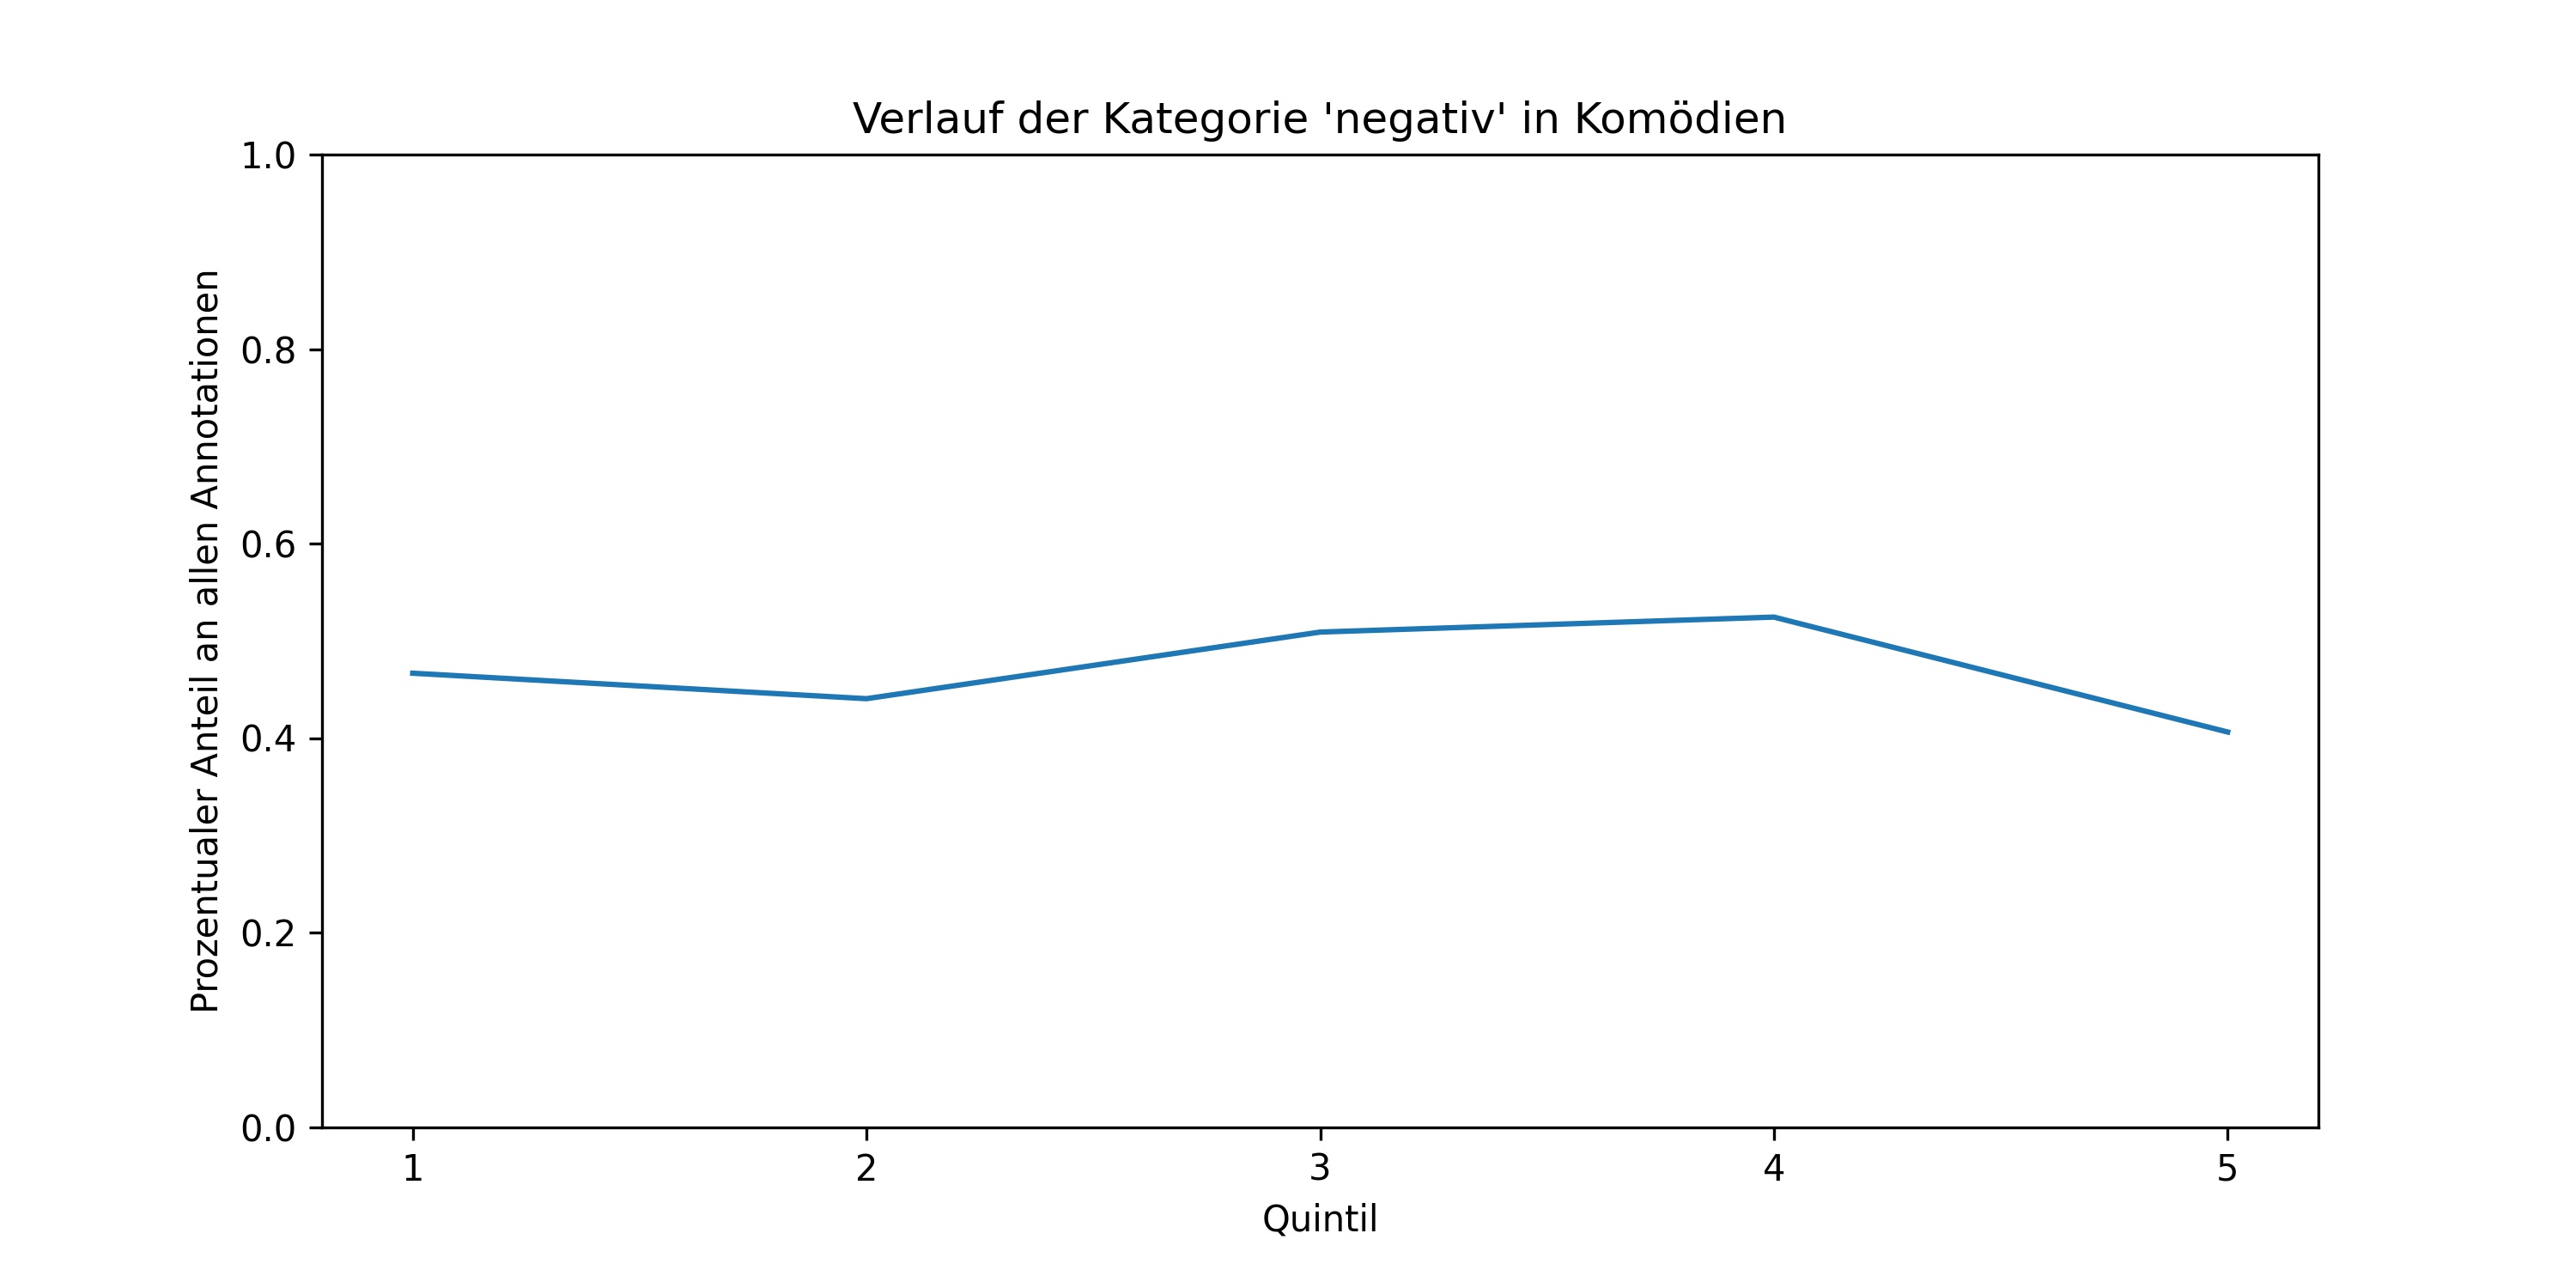 Verlauf der Kategorie 'negativ' in Komödien
Prozentualer Anteil an allen Annotationen
1.0
0.8
0.6
0.4
0.2
0.0
1 2 3 4 5
Quintil